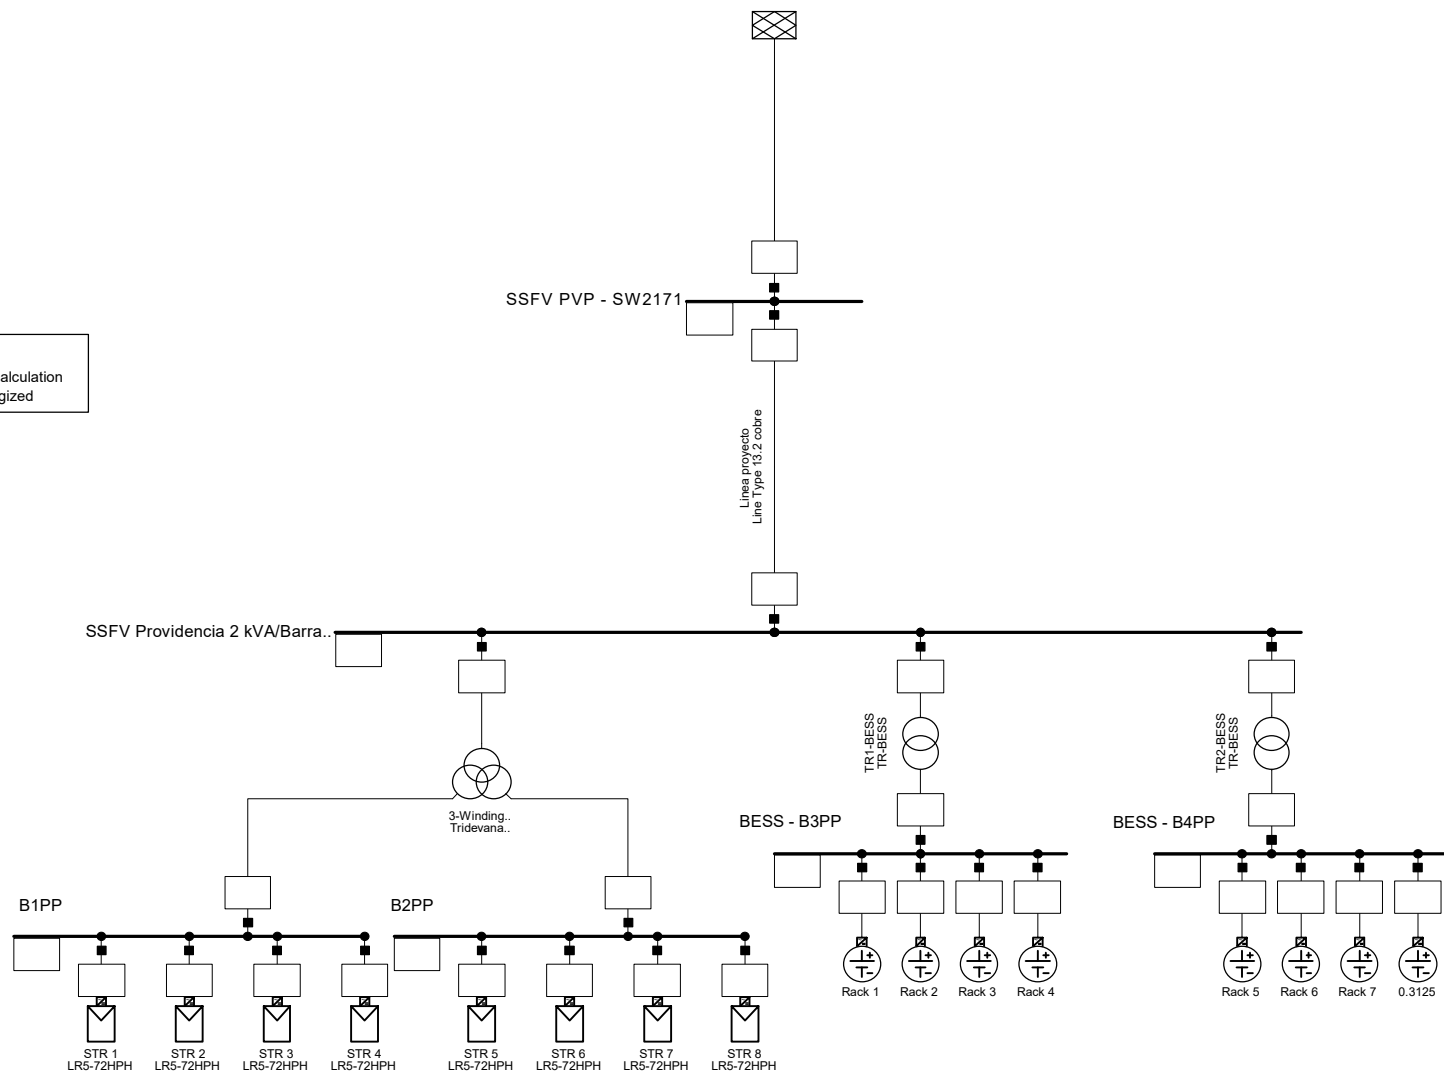 SSFV PVP - SW2171
alculation
gized
Linea proyecto
Line Type 13.2 cobre
SSFV Providencia 2 kVA/Barra..
TR1-BESS
TR-BESS
TR2-BESS
TR-BESS
3-Winding..
Tridevana..
BESS - B3PP
BESS - B4PP
B1PP
B2PP
Rack 1
Rack 2
Rack 3
Rack 4
Rack 5
Rack 6
Rack 7
0.3125
STR 1
LR5-72HPH
STR 2
LR5-72HPH
STR 3
LR5-72HPH
STR 4
LR5-72HPH
STR 5
LR5-72HPH
STR 6
LR5-72HPH
STR 7
LR5-72HPH
STR 8
LR5-72HPH